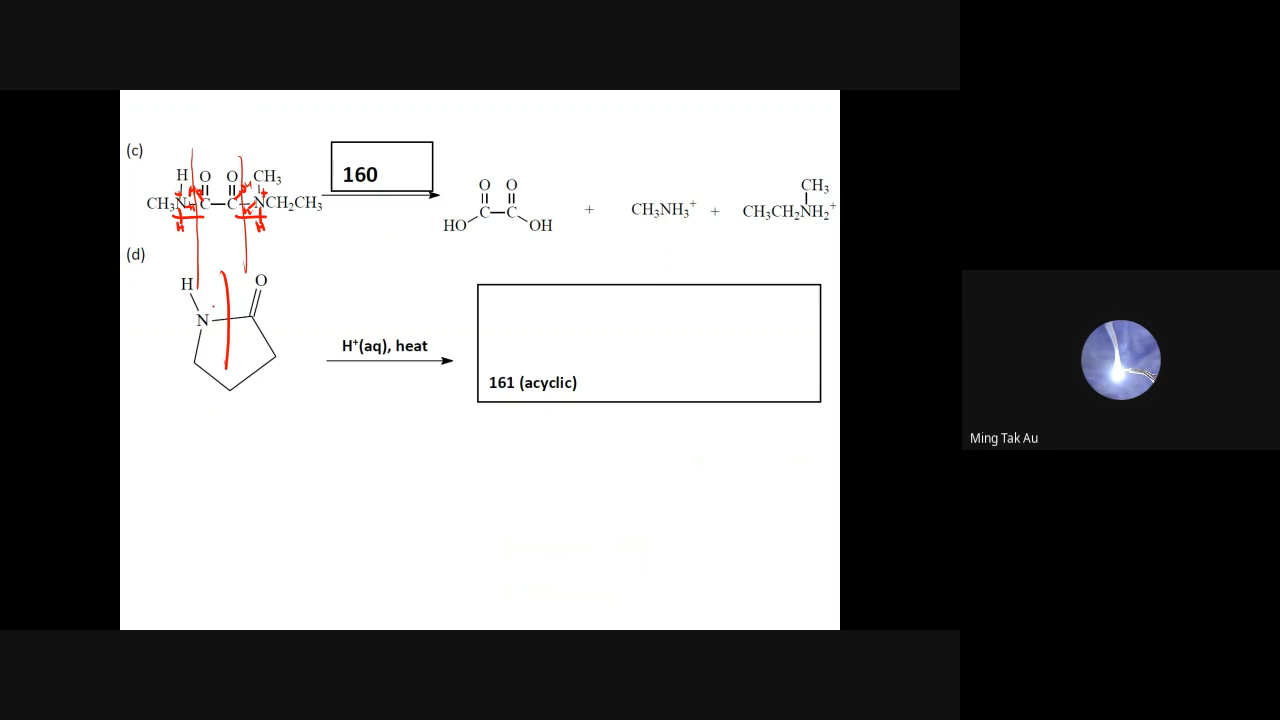 (c)
H O O CH₃
CH₃N-C-C-NCH₂CH₃
160
O O
HO C-C OH + CH₃NH₃⁺ + CH₃CH₂NH₂⁺
CH₃
(d)
H O
N
H⁺(aq), heat
161 (acyclic)
Ming Tak Au